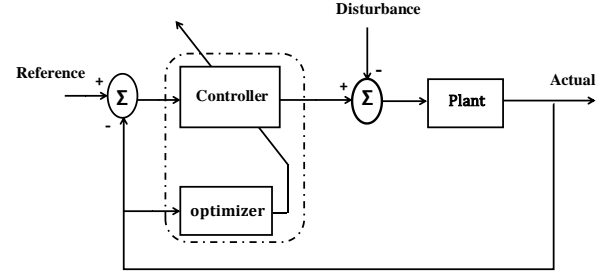 Disturbance
Reference
+
Σ
-
Controller
+
-
Σ
Plant
Actual
optimizer